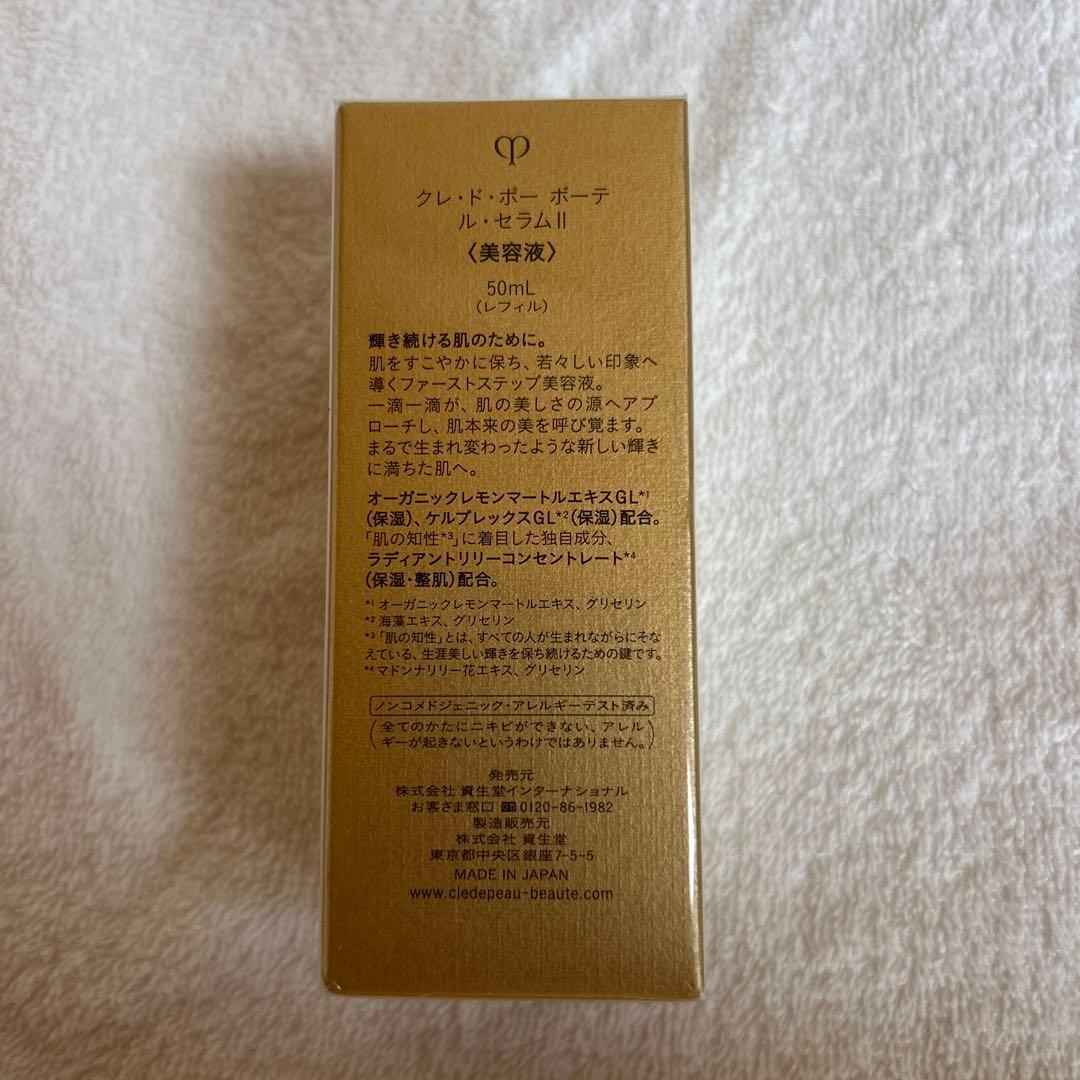 クレ・ド・ポー ボーテ
ル・セラムⅡ
〈美容液〉
50mL
(レフィル)
輝き続ける肌のために。
肌をすこやかに保ち、若々しい印象へ
導くファーストステップ美容液。
一滴一滴が、肌の美しさの源へアプ
ローチし、肌本来の美を呼び覚ます。
まるで生まれ変わったような新しい輝き
に満ちた肌へ。
オーガニックレモンマートルエキスGL*1
(保湿)、ケルプレックスGL*2(保湿)配合。
「肌の知性*3」に着目した独自成分、
ラディアントリリーコンセントレート*4
(保湿・整肌)配合。
*1 オーガニックレモンマートルエキス、グリセリン
*2 海藻エキス、グリセリン
*3「肌の知性」とは、すべての人が生まれながらにそな
えている、生涯美しい輝きを保ち続けるための鍵です。
*4 マドンナリリー花エキス、グリセリン
ノンコメドジェニック・アレルギーテスト済み
(全てのかたにニキビができない、アレル
ギーが起きないというわけではありません。)
発売元
株式会社 資生堂インターナショナル
お客さま窓口 0120-86-1982
製造販売元
株式会社 資生堂
東京都中央区銀座7-5-5
MADE IN JAPAN
www.cledepeau-beaute.com